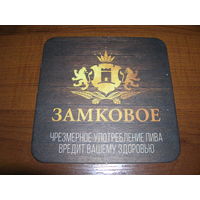 ЗАМКОВОЕ
ЧРЕЗМЕРНОЕ УПОТРЕБЛЕНИЕ ПИВА
ВРЕДИТ ВАШЕМУ ЗДОРОВЬЮ